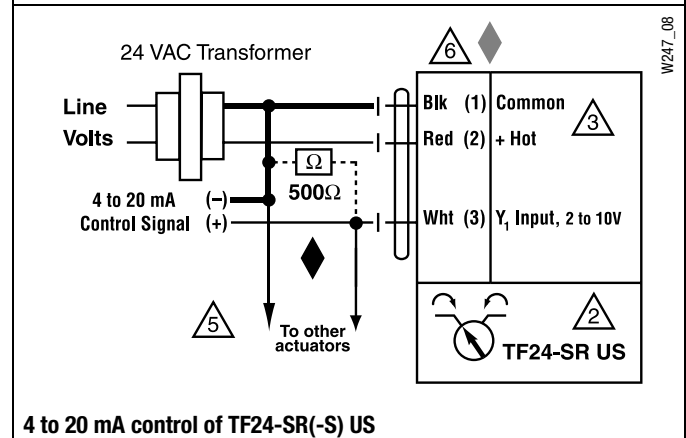 W247_08
24 VAC Transformer
6
Line
Volts
Blk (1) Common
3
Red (2) + Hot
Ω
500Ω
4 to 20 mA (–)
Control Signal (+)
Wht (3) Y₁ Input, 2 to 10V
5
To other
actuators
2
TF24-SR US
4 to 20 mA control of TF24-SR(-S) US